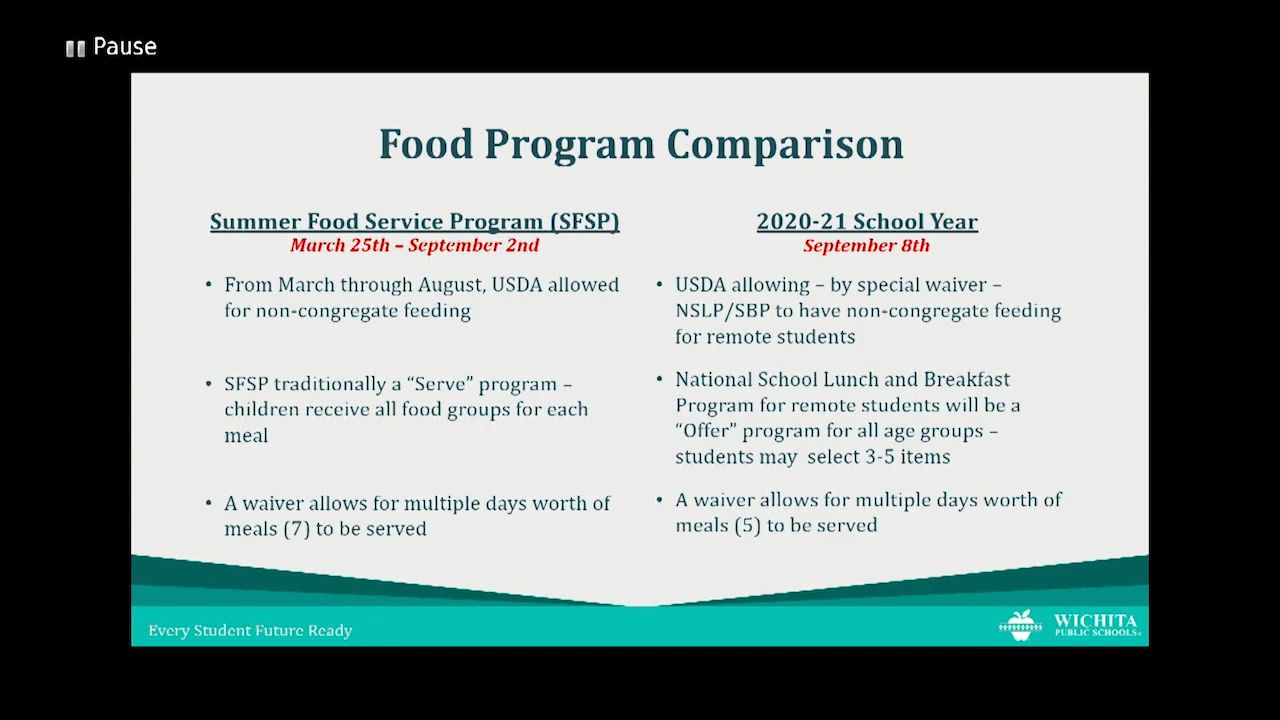 Pause
Food Program Comparison
Summer Food Service Program (SFSP)
March 25th – September 2nd
• From March through August, USDA allowed
for non-congregate feeding
• SFSP traditionally a “Serve” program –
children receive all food groups for each
meal
• A waiver allows for multiple days worth of
meals (7) to be served
2020-21 School Year
September 8th
• USDA allowing – by special waiver –
NSLP/SBP to have non-congregate feeding
for remote students
• National School Lunch and Breakfast
Program for remote students will be a
“Offer” program for all age groups –
students may select 3-5 items
• A waiver allows for multiple days worth of
meals (5) to be served
Every Student Future Ready
WICHITA
PUBLIC SCHOOLS